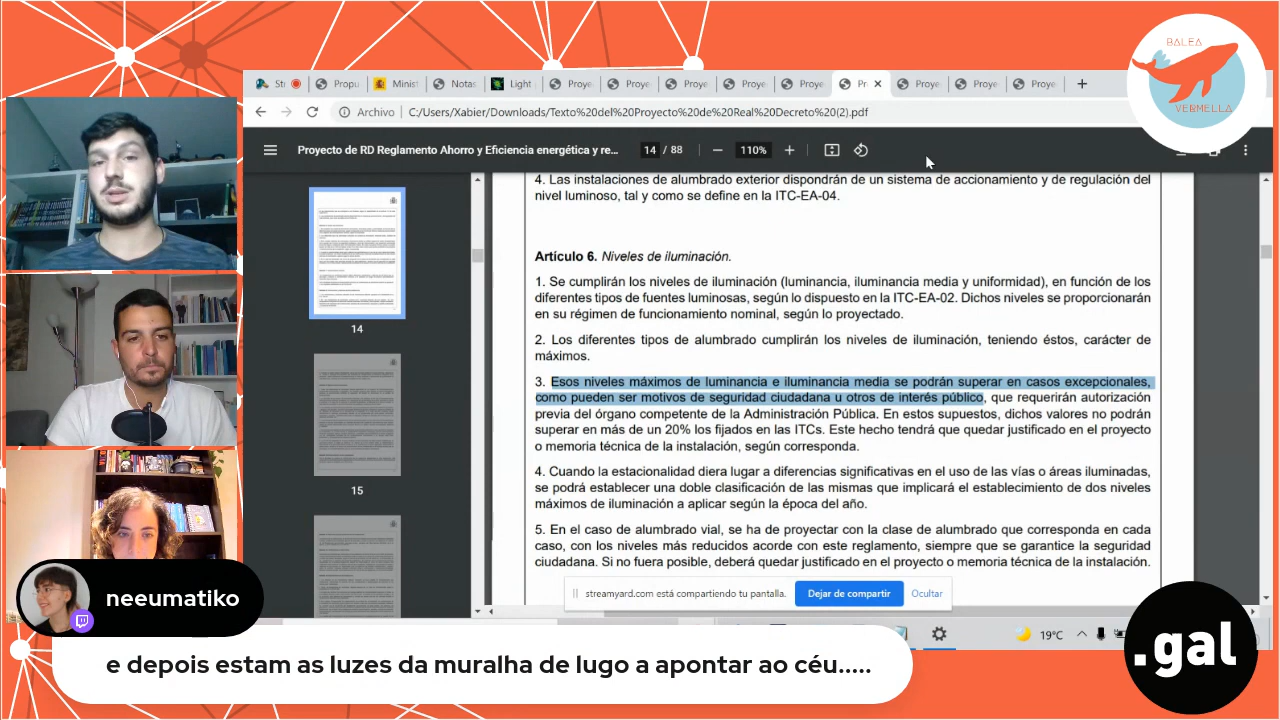 BALEA
VERMELLA
Propu
Minist
Notas
Light
Proye
Proye
Proye
Proye
Proye
Pr
Proye
Proye
Proye
Archivo
C:/Users/Xabier/Downloads/Texto%20del%20Proyecto%20de%20Real%20Decreto%20(2).pdf
Proyecto de RD Reglamento Ahorro y Eficiencia energética y re...
14 / 88
110%
4. Las instalaciones de alumbrado exterior dispondrán de un sistema de accionamiento y de regulación del
nivel luminoso, tal y como se define en la ITC-EA-04.
Artículo 6. Niveles de iluminación.
1. Se cumplirán los niveles de iluminación (luminancia, iluminancia media y uniformidad), en función de los
diferentes tipos de fuentes luminosas según lo dispuesto en la ITC-EA-02. Dichos niveles se proporcionarán
en su régimen de funcionamiento nominal, según lo proyectado.
2. Los diferentes tipos de alumbrado cumplirán los niveles de iluminación, teniendo éstos, carácter de
máximos.
3. Esos niveles máximos de luminancia e iluminancia media se podrán superar en casos excepcionales,
como pueden ser motivos de seguridad ciudadana u otros de interés público, que requerirán autorización
previa del órgano competente de la Administración Pública. En estos supuestos, dichos valores no podrán
superar en más de un 20% los fijados en las ITCs. Este hecho tendrá que quedar justificado en el proyecto
o memoria técnica de la instalación, según corresponda.
4. Cuando la estacionalidad diera lugar a diferencias significativas en el uso de las vías o áreas iluminadas,
se podrá establecer una doble clasificación de las mismas que implicará el establecimiento de dos niveles
máximos de iluminación a aplicar según la época del año.
5. En el caso de alumbrado vial, se ha de proyectar con la clase de alumbrado que corresponda en cada
caso, con los niveles más reducidos acorde con este reglamento, siempre que se garantice la seguridad
ciudadana. Si no fuera posible, deberá quedar justificado en el proyecto o memoria técnica de la instalación.
14
15
streamyard.com está compartiendo tu pantalla.
Dejar de compartir
Ocultar
19°C
neeumatiko
e depois estam as luzes da muralha de lugo a apontar ao céu.....
.gal